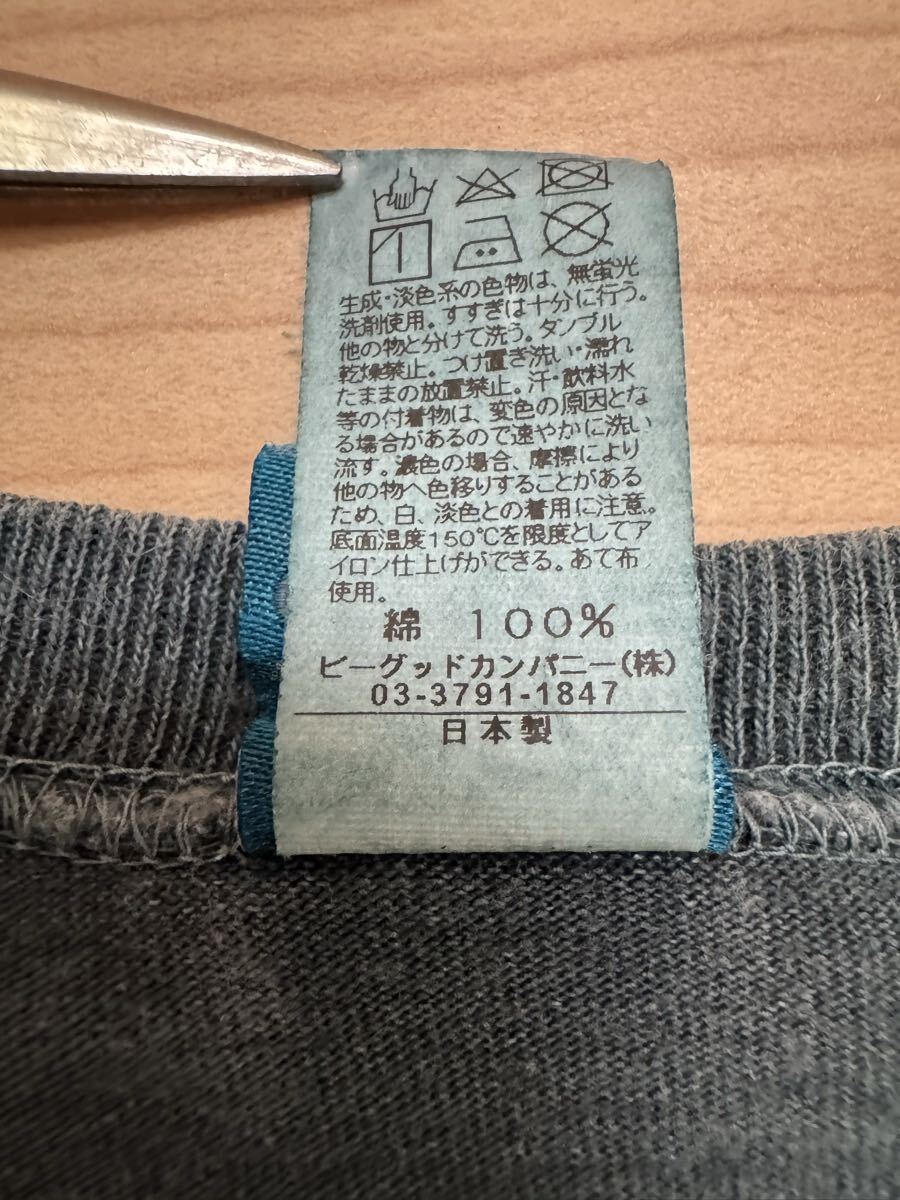 生成・淡色系の色物は、無蛍光
洗剤使用。すすぎは十分に行う。
他の物と分けて洗う。タンブル
乾燥禁止。つけ置き洗い・濡れ
たままの放置禁止。汗・飲料水
等の付着物は、変色の原因とな
る場合があるので速やかに洗い
流す。濃色の場合、摩擦により
他の物へ色移りすることがある
ため、白、淡色との着用に注意。
底面温度150℃を限度としてア
イロン仕上げができる。あて布
使用。
綿 100%
ビーグッドカンパニー(株)
03-3791-1847
日本製